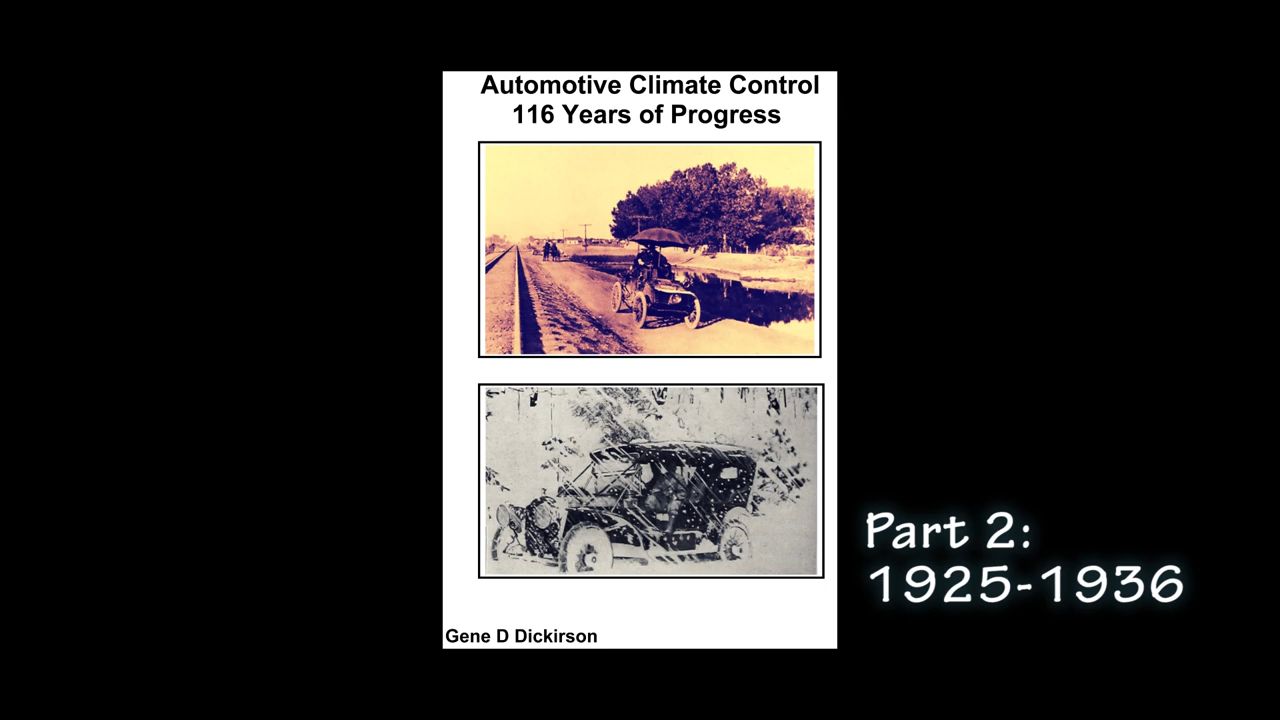 Automotive Climate Control
116 Years of Progress
Gene D Dickirson
Part 2:
1925-1936